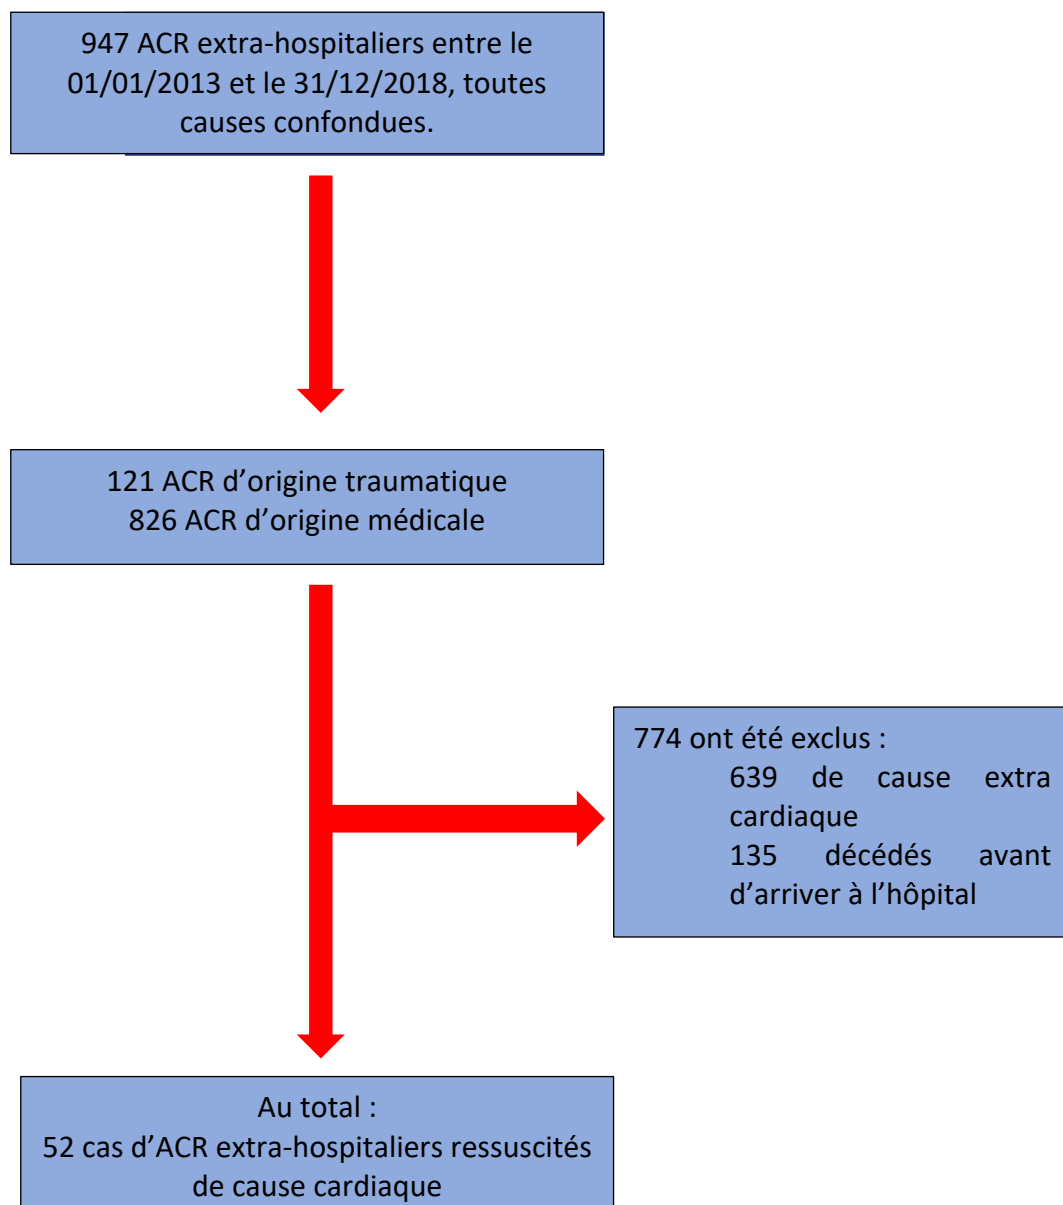 947 ACR extra-hospitaliers entre le
01/01/2013 et le 31/12/2018, toutes
causes confondues.
121 ACR d’origine traumatique
826 ACR d’origine médicale
774 ont été exclus :
639 de cause extra
cardiaque
135 décédés avant
d’arriver à l’hôpital
Au total :
52 cas d’ACR extra-hospitaliers ressuscités
de cause cardiaque